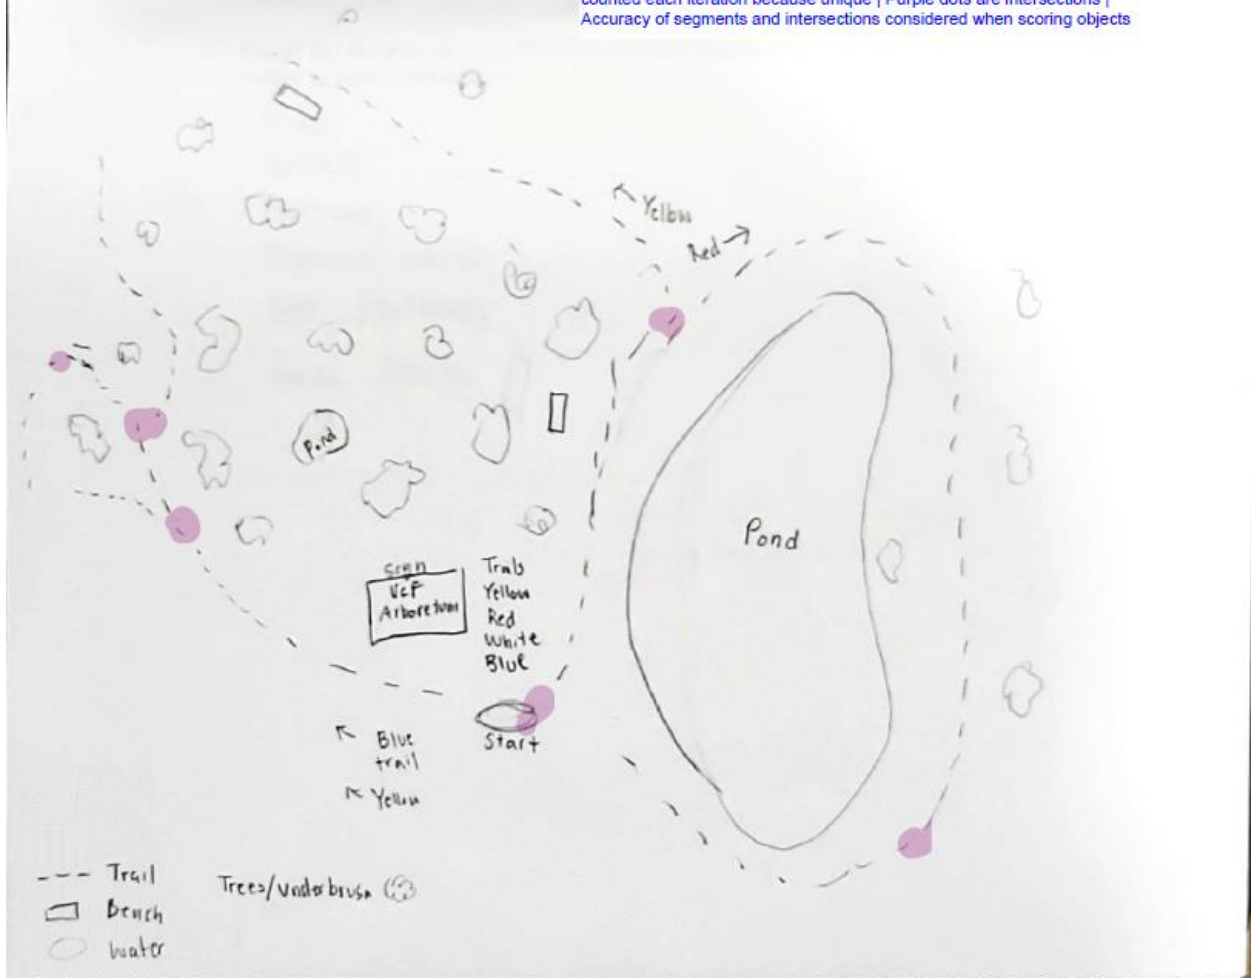 counted each iteration because unique | Purple dots are intersections |
Accuracy of segments and intersections considered when scoring objects
Yellow
Red
Pond
Pond
Sign
UCF
Arboretum
Trails
Yellow
Red
White
Blue
Start
Blue
trail
Yellow
Trail
Trees/underbrush
Bench
water